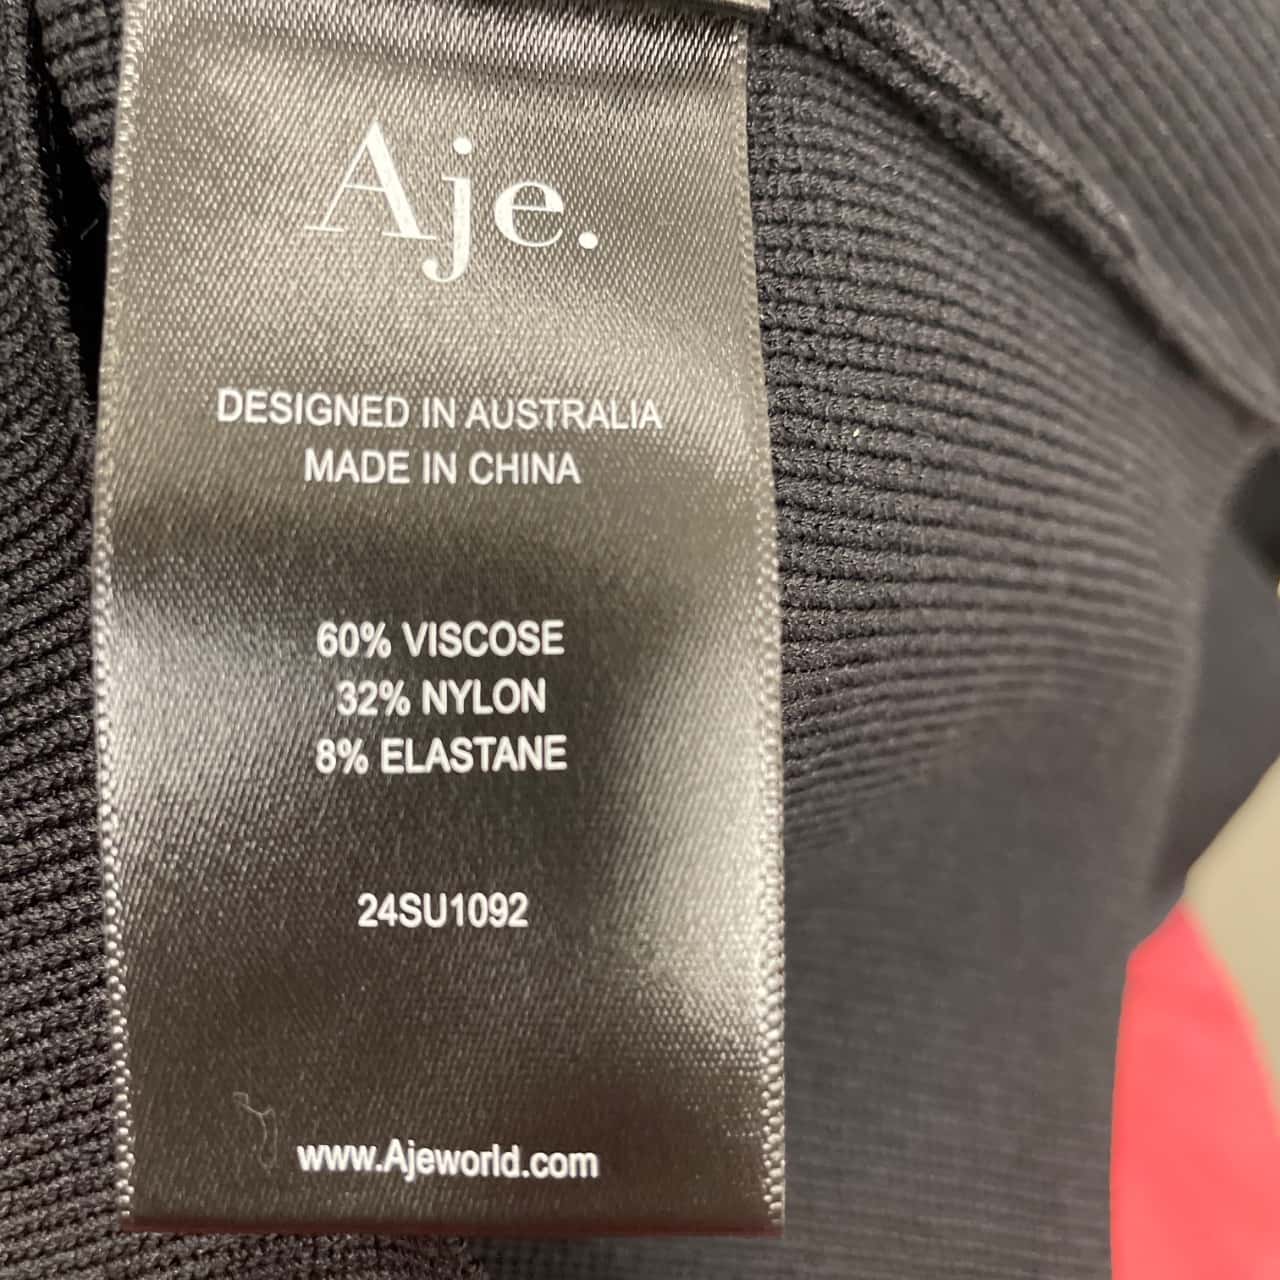 Aje.
DESIGNED IN AUSTRALIA
MADE IN CHINA
60% VISCOSE
32% NYLON
8% ELASTANE
24SU1092
www.Ajeworld.com